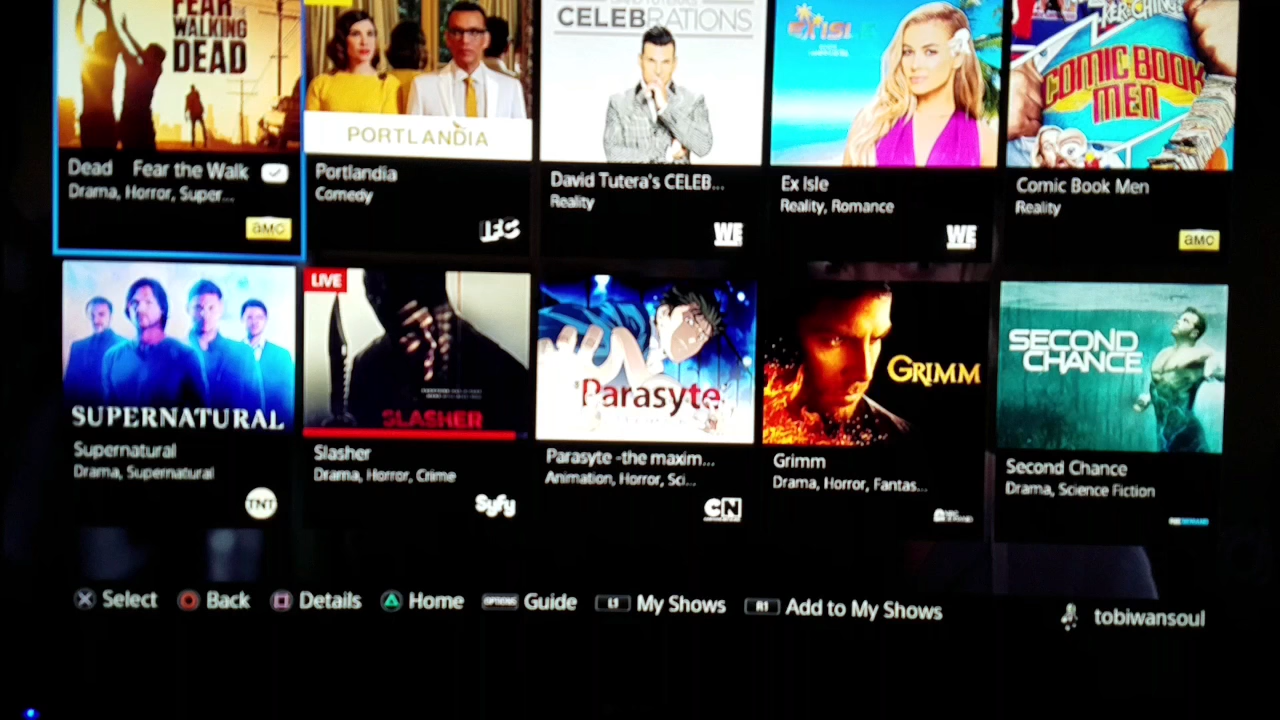 FEAR
THE
WALKING
DEAD
PORTLANDIA
CELEBRATIONS
COMIC BOOK
MEN
Dead Fear the Walk
Drama, Horror, Super...
amc
Portlandia
Comedy
IFC
David Tutera's CELEB...
Reality
WE
Ex Isle
Reality, Romance
WE
Comic Book Men
Reality
amc
SUPERNATURAL
LIVE
SLASHER
Parasyte
GRIMM
SECOND
CHANCE
Supernatural
Drama, Supernatural
TNT
Slasher
Drama, Horror, Crime
Syfy
Parasyte -the maxim...
Animation, Horror, Sci...
CN
Grimm
Drama, Horror, Fantas...
Second Chance
Drama, Science Fiction
Select Back Details Home OPTIONS Guide L1 My Shows R1 Add to My Shows tobiwansoul